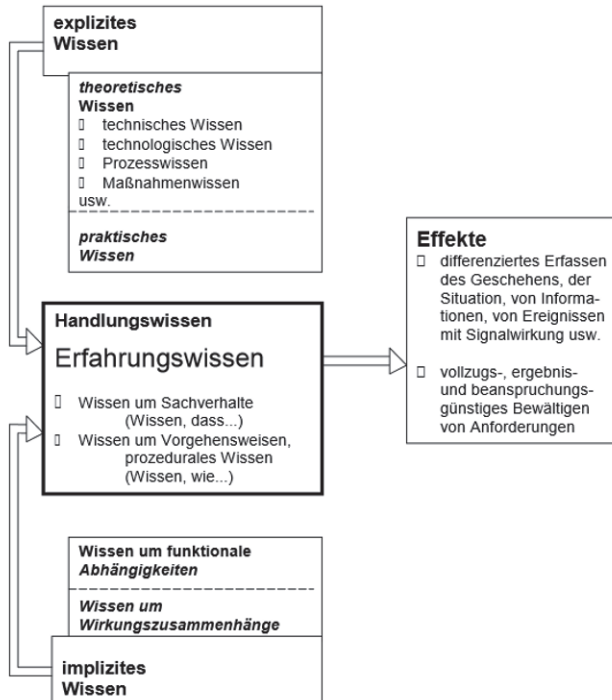 explizites
Wissen
theoretisches
Wissen
▯ technisches Wissen
▯ technologisches Wissen
▯ Prozesswissen
▯ Maßnahmenwissen
usw.
praktisches
Wissen
Handlungswissen
Erfahrungswissen
▯ Wissen um Sachverhalte
(Wissen, dass...)
▯ Wissen um Vorgehensweisen,
prozedurales Wissen
(Wissen, wie...)
Effekte
▯ differenziertes Erfassen
des Geschehens, der
Situation, von Informa-
tionen, von Ereignissen
mit Signalwirkung usw.
▯ vollzugs-, ergebnis-
und beanspruchungs-
günstiges Bewältigen
von Anforderungen
Wissen um funktionale
Abhängigkeiten
Wissen um
Wirkungszusammenhänge
implizites
Wissen